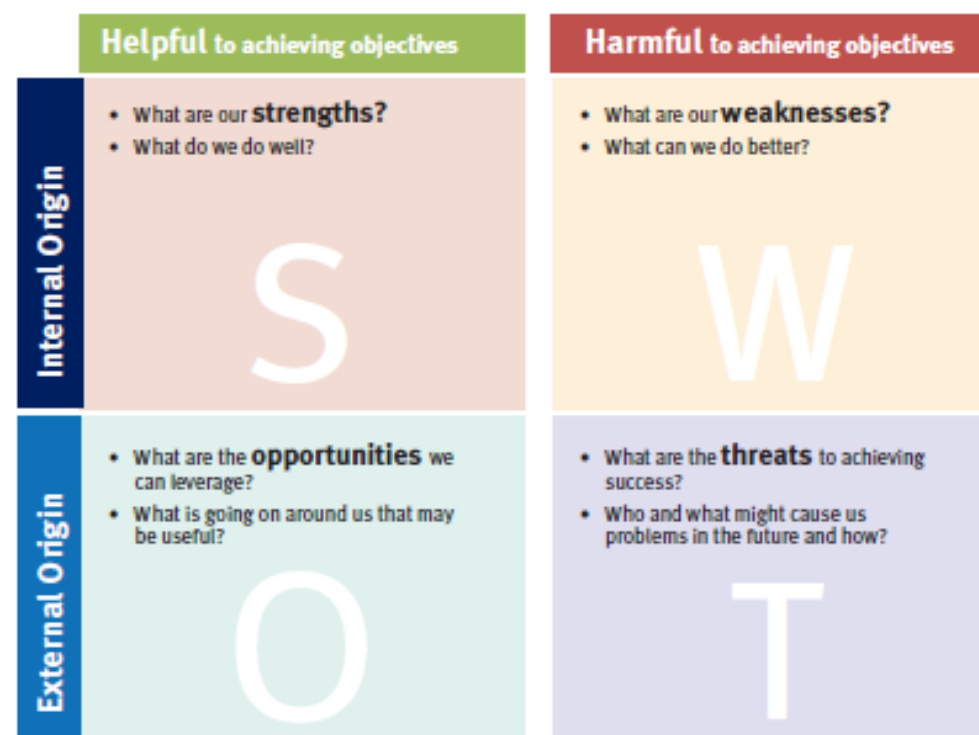 Helpful to achieving objectives
Harmful to achieving objectives
Internal Origin
• What are our strengths?
• What do we do well?
S
• What are our weaknesses?
• What can we do better?
W
External Origin
• What are the opportunities we
can leverage?
• What is going on around us that may
be useful?
O
• What are the threats to achieving
success?
• Who and what might cause us
problems in the future and how?
T